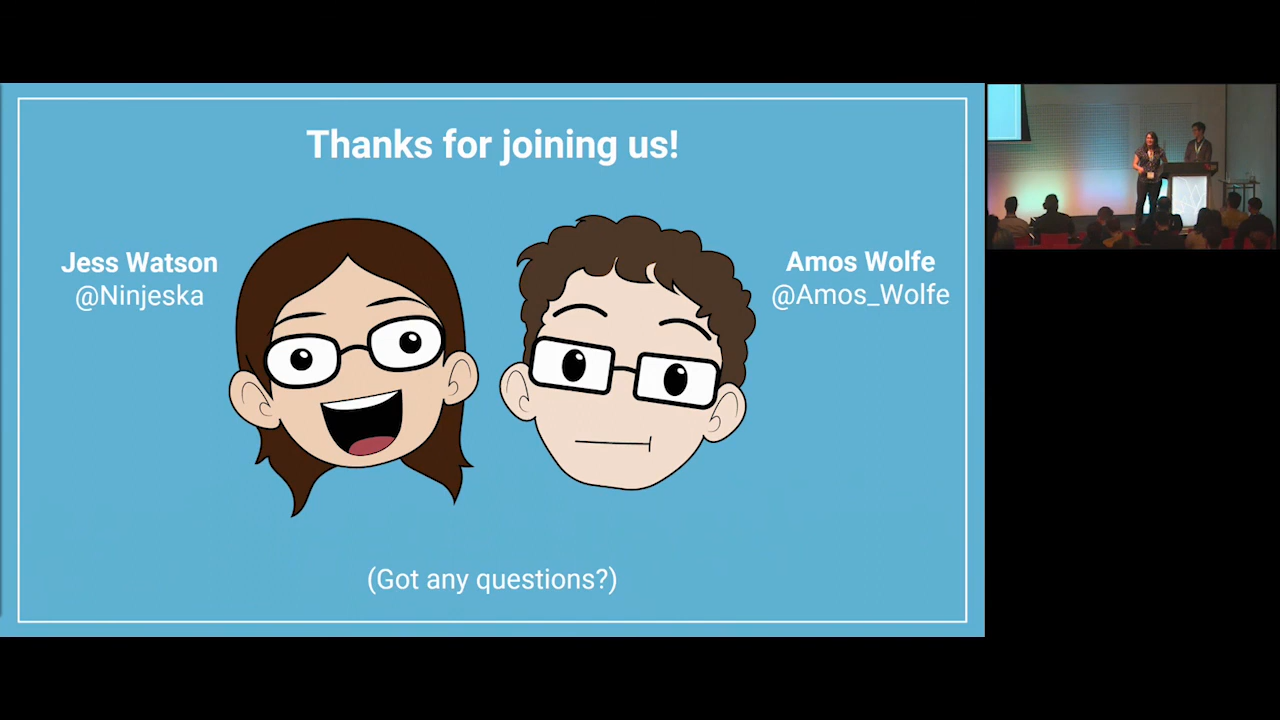 Thanks for joining us!
Jess Watson
@Ninjeska
Amos Wolfe
@Amos_Wolfe
(Got any questions?)